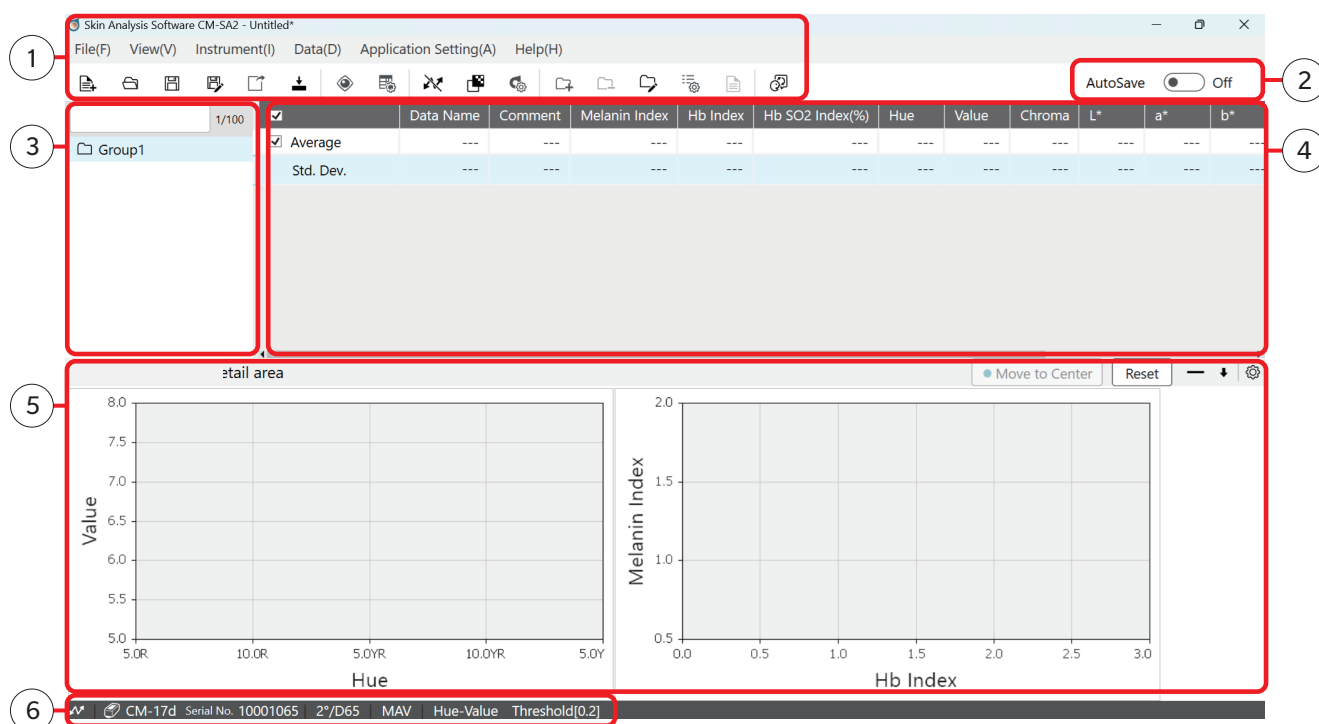 Skin Analysis Software CM-SA2 - Untitled*
File(F) View(V) Instrument(I) Data(D) Application Setting(A) Help(H)
1
AutoSave Off
2
1/100
Data Name Comment Melanin Index Hb Index Hb SO2 Index(%) Hue Value Chroma L* a* b*
3
Group1
Average --- --- --- --- --- --- --- --- --- --- ---
4
Std. Dev. --- --- --- --- --- --- --- --- --- --- ---
etail area
Move to Center Reset
5
8.0
7.5
7.0
6.5
6.0
5.5
5.0
Value
5.0R 10.0R 5.0YR 10.0YR 5.0Y
Hue
2.0
1.5
1.0
0.5
Melanin Index
0.0 0.5 1.0 1.5 2.0 2.5 3.0
Hb Index
6
CM-17d Serial No. 10001065 2°/D65 MAV Hue-Value Threshold[0.2]